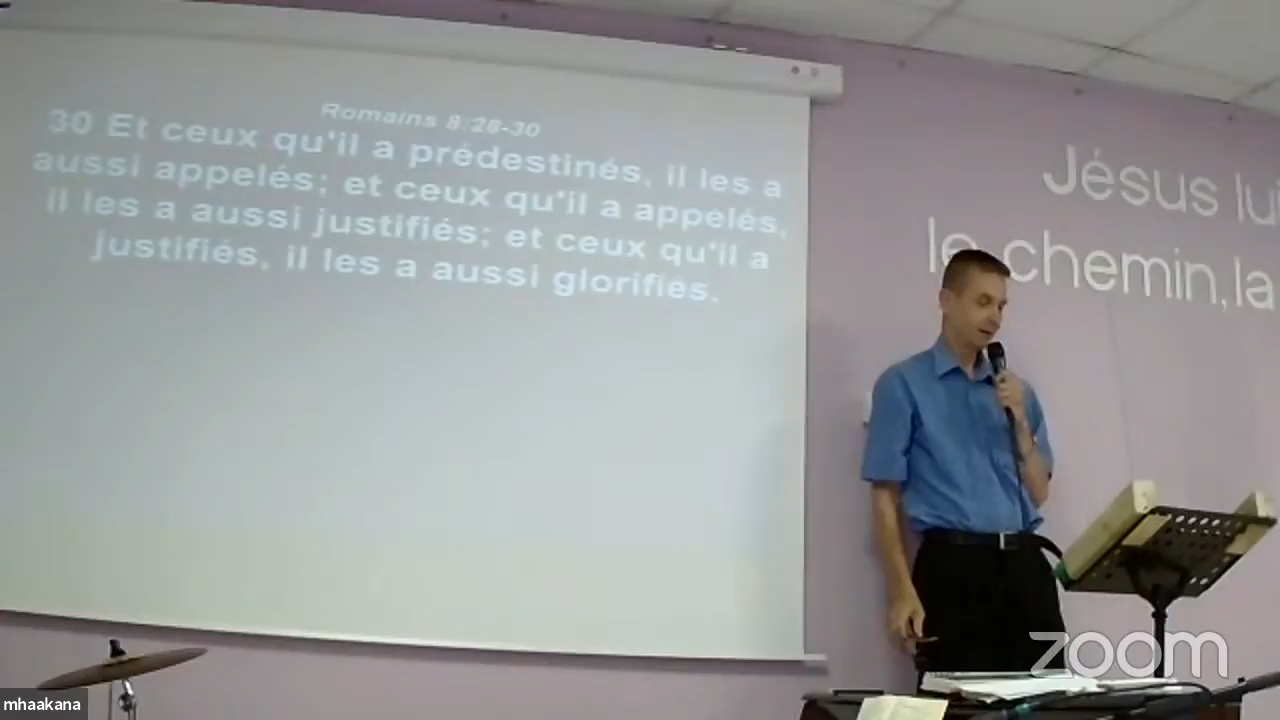 Romains 8:28-30
30 Et ceux qu'il a prédestinés, il les a
aussi appelés; et ceux qu'il a appelés,
il les a aussi justifiés; et ceux qu'il a
justifiés, il les a aussi glorifiés.
Jésus lu
le chemin,la
zoom
mhaakana